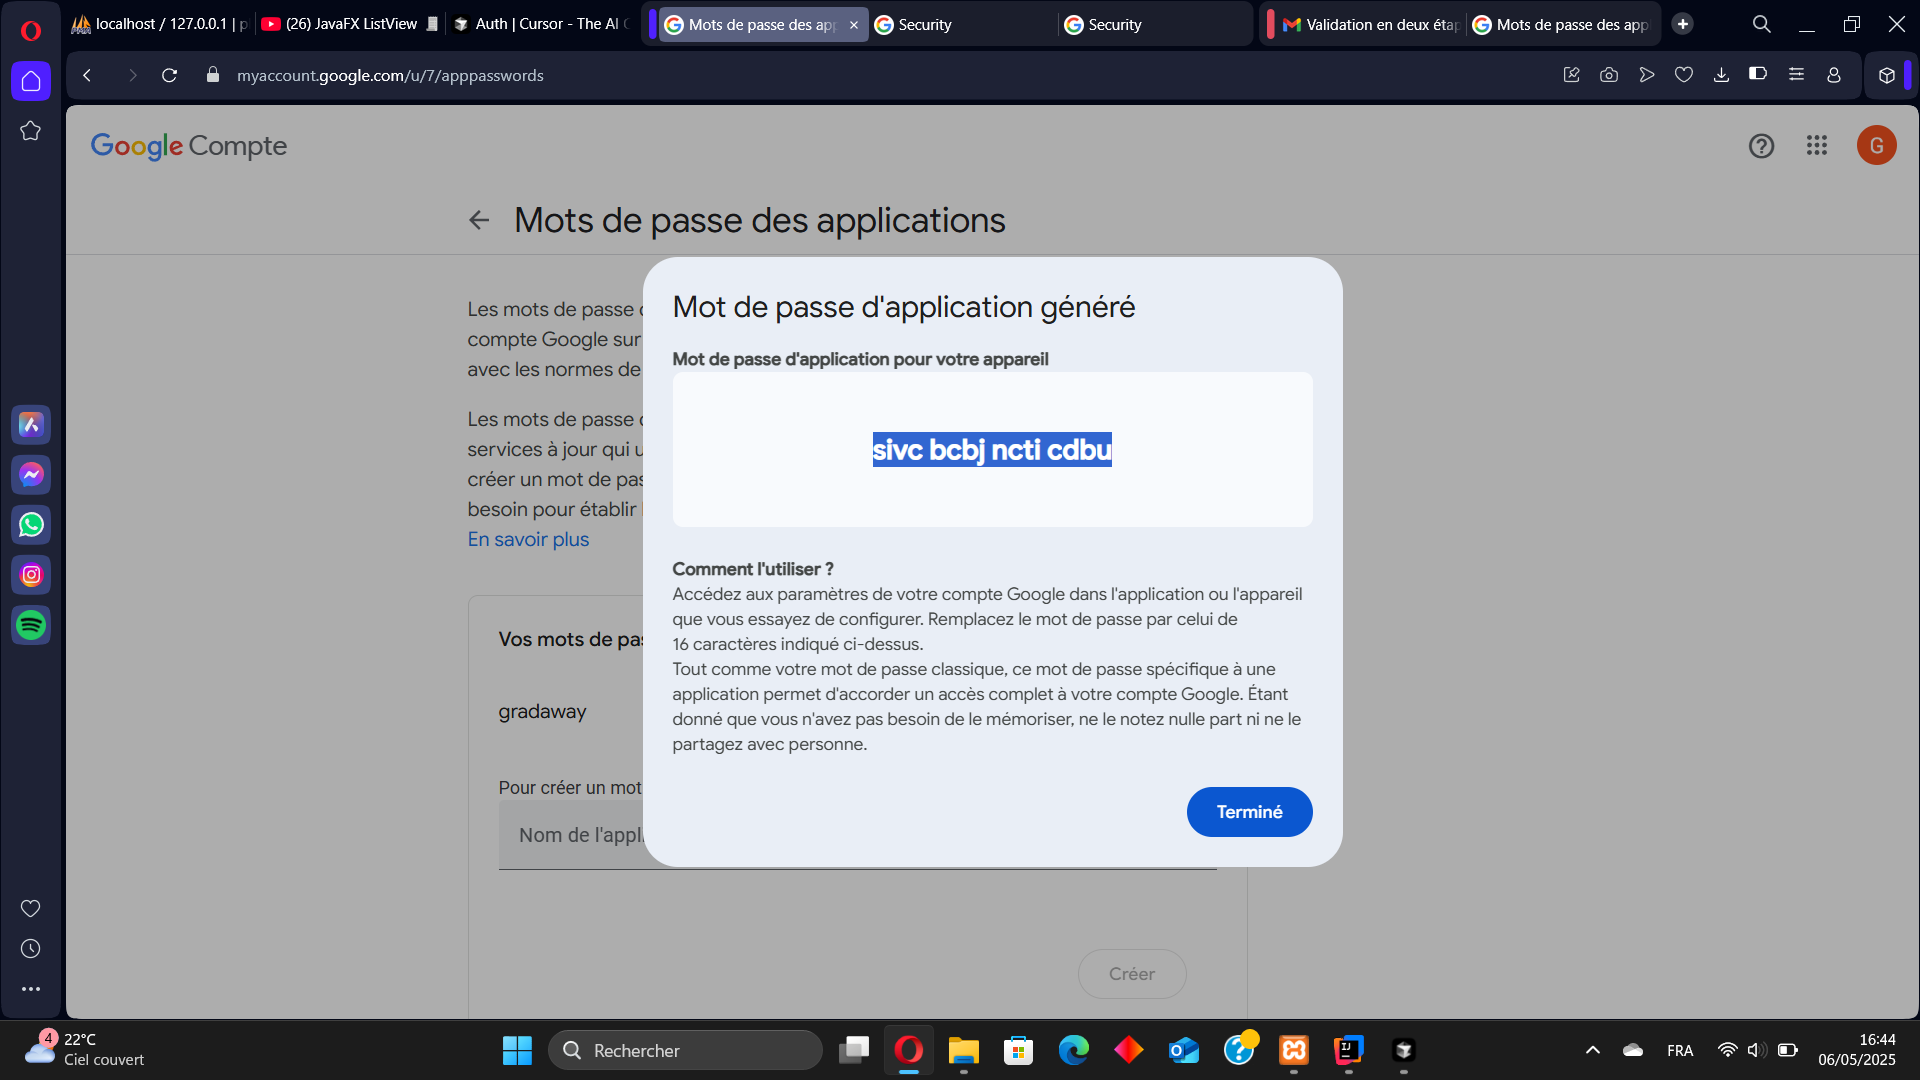 localhost / 127.0.0.1 | p
(26) JavaFX ListView
Auth | Cursor - The AI C
Mots de passe des app
Security
Security
Validation en deux étap
Mots de passe des app
myaccount.google.com/u/7/apppasswords
Google Compte
G
Mots de passe des applications
Les mots de passe
compte Google sur
avec les normes de
Les mots de passe
services à jour qui u
créer un mot de pas
besoin pour établir
En savoir plus
Vos mots de pas
gradaway
Pour créer un mot
Nom de l'appli
Créer
Mot de passe d'application généré
Mot de passe d'application pour votre appareil
sivc bcbj ncti cdbu
Comment l'utiliser ?
Accédez aux paramètres de votre compte Google dans l'application ou l'appareil
que vous essayez de configurer. Remplacez le mot de passe par celui de
16 caractères indiqué ci-dessus.
Tout comme votre mot de passe classique, ce mot de passe spécifique à une
application permet d'accorder un accès complet à votre compte Google. Étant
donné que vous n'avez pas besoin de le mémoriser, ne le notez nulle part ni ne le
partagez avec personne.
Terminé
4
22°C
Ciel couvert
Rechercher
FRA
16:44
06/05/2025